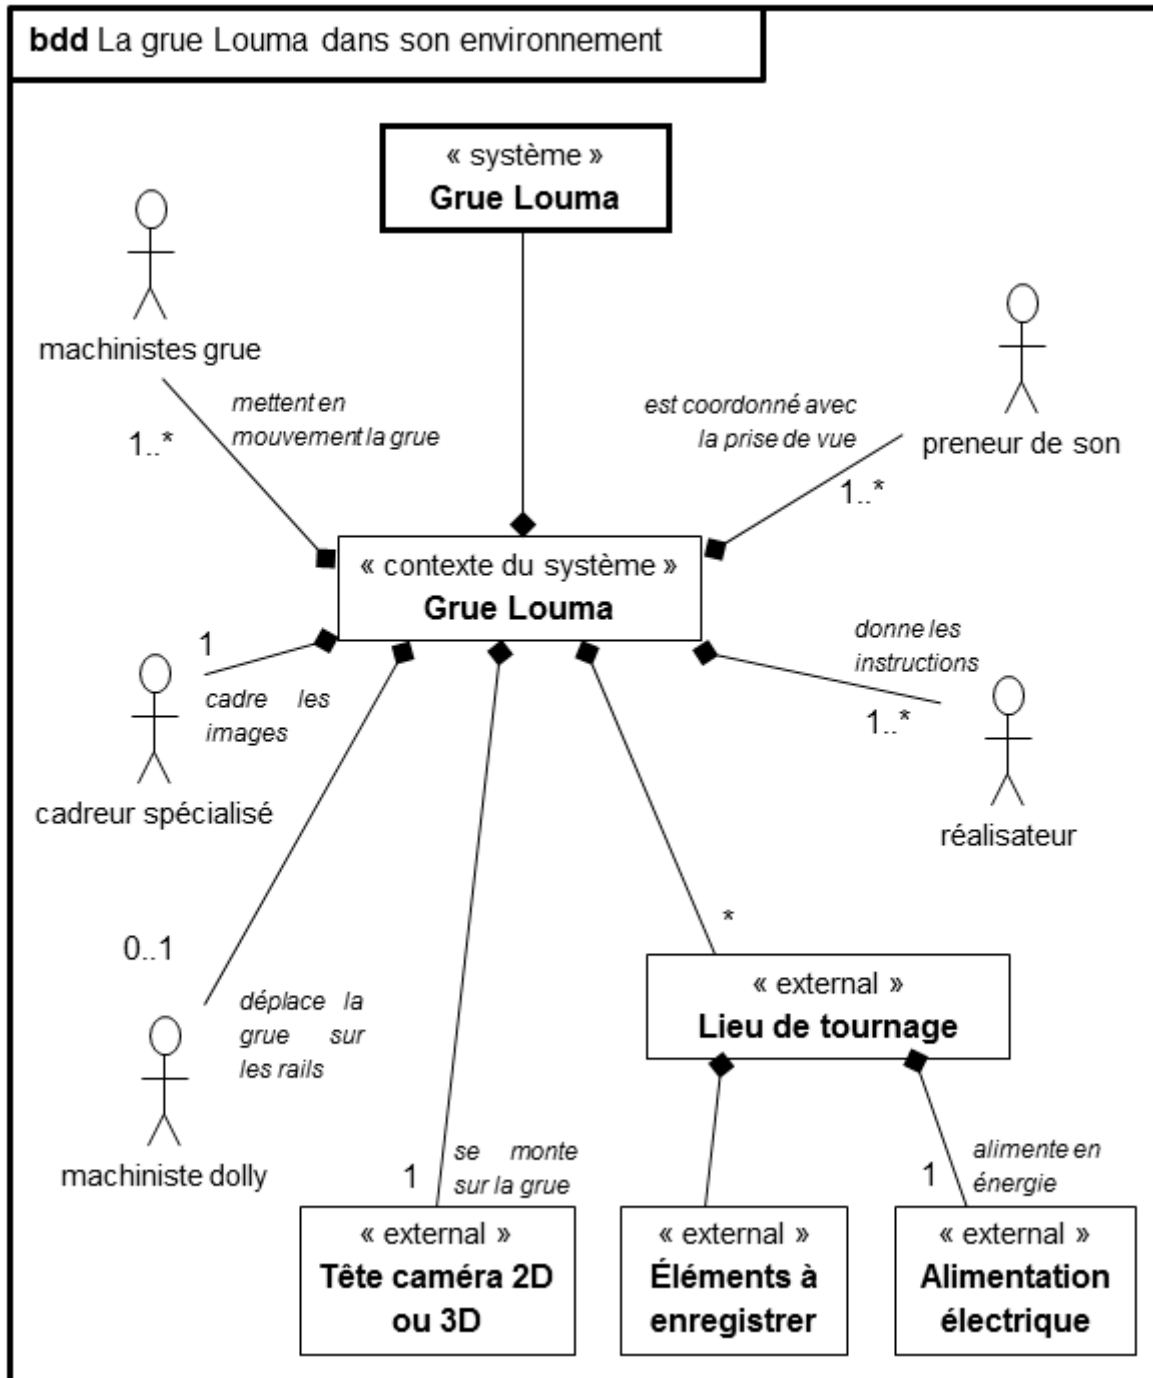 bdd La grue Louma dans son environnement
« système »
Grue Louma
machinistes grue
mettent en
mouvement la grue
1..*
est coordonné avec
la prise de vue
preneur de son
1..*
« contexte du système »
Grue Louma
1
cadre les
images
cadreur spécialisé
donne les
instructions
1..*
réalisateur
0..1
déplace la
grue sur
les rails
machiniste dolly
*
« external »
Lieu de tournage
1
se monte
sur la grue
1
alimente en
énergie
« external »
Tête caméra 2D
ou 3D
« external »
Éléments à
enregistrer
« external »
Alimentation
électrique